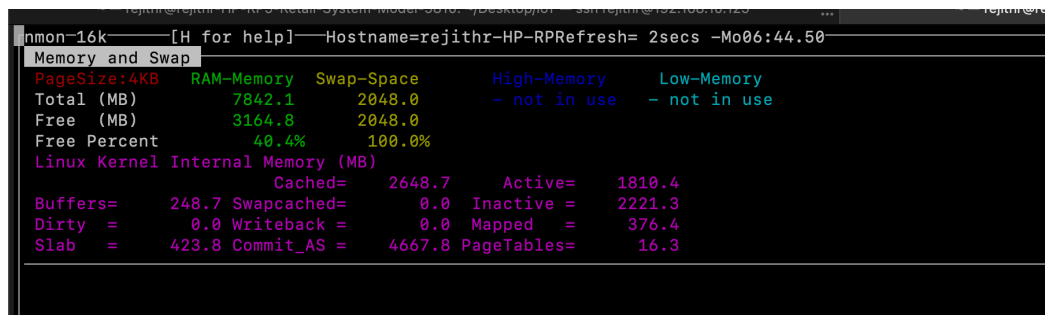 nmon-16k [H for help] Hostname=rejithr-HP-RPRefresh= 2secs -Mo06:44.50
Memory and Swap
PageSize:4KB RAM-Memory Swap-Space High-Memory Low-Memory
Total (MB) 7842.1 2048.0 - not in use - not in use
Free (MB) 3164.8 2048.0
Free Percent 40.4% 100.0%
Linux Kernel Internal Memory (MB)
Cached= 2648.7 Active= 1810.4
Buffers= 248.7 Swapcached= 0.0 Inactive = 2221.3
Dirty = 0.0 Writeback = 0.0 Mapped = 376.4
Slab = 423.8 Commit_AS = 4667.8 PageTables= 16.3